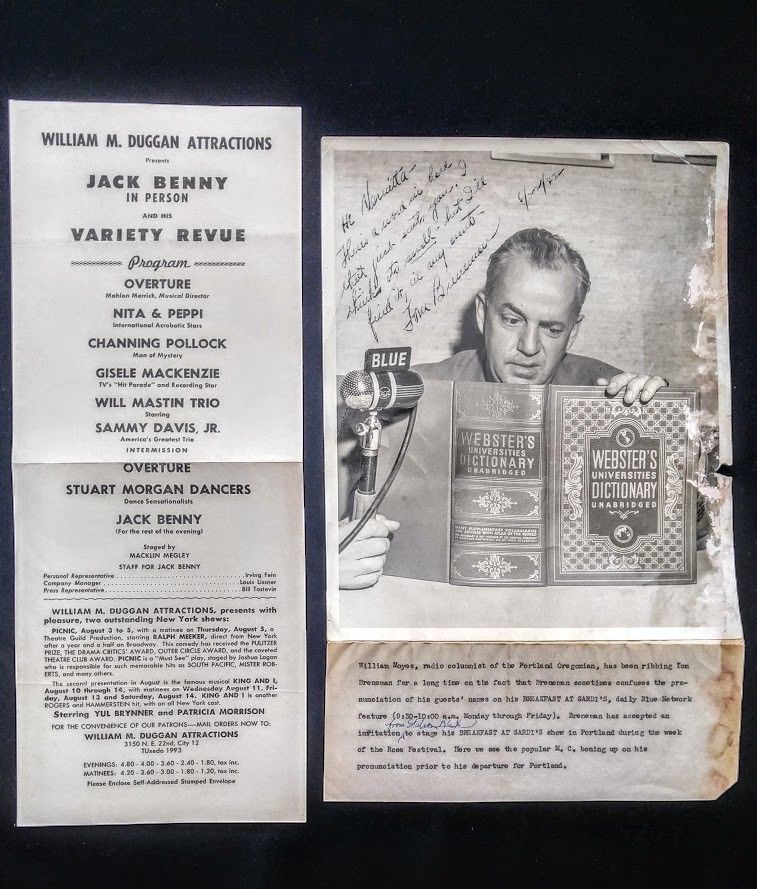 WILLIAM M. DUGGAN ATTRACTIONS
Presents
JACK BENNY
IN PERSON
AND HIS
VARIETY REVUE
Program
OVERTURE
Mahlon Merrick, Musical Director
NITA & PEPPI
International Acrobatic Stars
CHANNING POLLOCK
Man of Mystery
GISELE MACKENZIE
TV's "Hit Parade" and Recording Star
WILL MASTIN TRIO
Starring
SAMMY DAVIS, JR.
America's Greatest Trio
INTERMISSION
OVERTURE
STUART MORGAN DANCERS
Dance Sensationalists
JACK BENNY
(For the rest of the evening)
Staged by
MACKLIN MEGLEY
STAFF FOR JACK BENNY
Personal Representative Irving Fein
Company Manager Louis Lissner
Press Representative Bill Tostevin
WILLIAM M. DUGGAN ATTRACTIONS, presents with
pleasure, two outstanding New York shows:
PICNIC, August 3 to 5, with a matinee on Thursday, August 5, a
Theatre Guild Production, starring RALPH MEEKER, direct from New York
after a year and a half on Broadway. This comedy has received the PULITZER
PRIZE, THE DRAMA CRITICS' AWARD, OUTER CIRCLE AWARD, and the coveted
THEATRE CLUB AWARD. PICNIC is a "Must See" play, staged by Joshua Logan
who is responsible for such memorable hits as SOUTH PACIFIC, MISTER ROB-
ERTS, and many others.
The second presentation in August is the famous musical KING AND I,
August 10 through 14, with matinees on Wednesday August 11, Fri-
day, August 13 and Saturday, August 14. KING AND I is another
ROGERS and HAMMERSTEIN hit, with an all New York cast.
Starring YUL BRYNNER and PATRICIA MORRISON
FOR THE CONVENIENCE OF OUR PATRONS—MAIL ORDERS NOW TO:
WILLIAM M. DUGGAN ATTRACTIONS
3150 N. E. 22nd, City 12
TUxedo 1993
EVENINGS: 4.80 - 4.00 - 3.60 - 2.40 - 1.80, tax inc.
MATINEES: 4.20 - 3.60 - 3.00 - 1.80 - 1.20, tax inc.
Please Enclose Self-Addressed Stamped Envelope
Hi Henrietta
there's a word in here
that just suits you. I
it, in any event-
Tom Breneman
BLUE
WEBSTER'S
UNIVERSITIES
DICTIONARY
UNABRIDGED
WEBSTER'S
UNIVERSITIES
DICTIONARY
UNABRIDGED
William Moyes, radio columnist of the Portland Oregonian, has been ribbing Tom
Breneman for a long time on the fact that Breneman sometimes confuses the pro-
nunciation of his guests' names on his BREAKFAST AT SARDI'S, daily Blue Network
feature (9:30-10:00 a.m. Monday through Friday). Breneman has accepted an
from
invitation to stage his BREAKFAST AT SARDI'S show in Portland during the week
of the Rose Festival. Here we see the popular M. C. boning up on his
pronunciation prior to his departure for Portland.